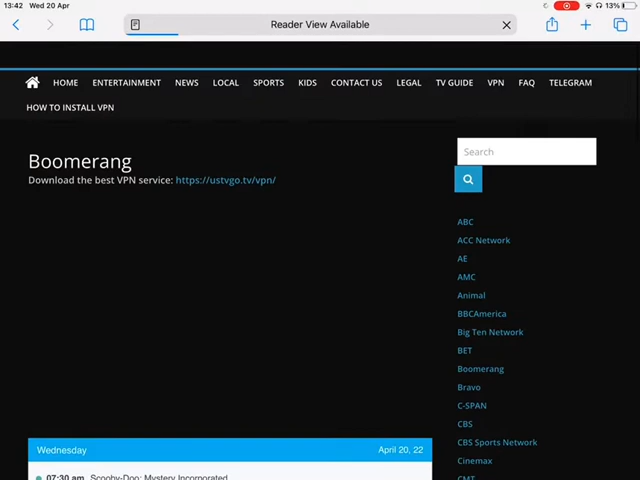 13:42 Wed 20 Apr
13%
Reader View Available
HOME ENTERTAINMENT NEWS LOCAL SPORTS KIDS CONTACT US LEGAL TV GUIDE VPN FAQ TELEGRAM
HOW TO INSTALL VPN
Boomerang
Download the best VPN service: https://ustvgo.tv/vpn/
Search
ABC
ACC Network
AE
AMC
Animal
BBCAmerica
Big Ten Network
BET
Boomerang
Bravo
C-SPAN
CBS
CBS Sports Network
Cinemax
CMT
Wednesday April 20, 22
07:30 am Scooby-Doo: Mystery Incorporated